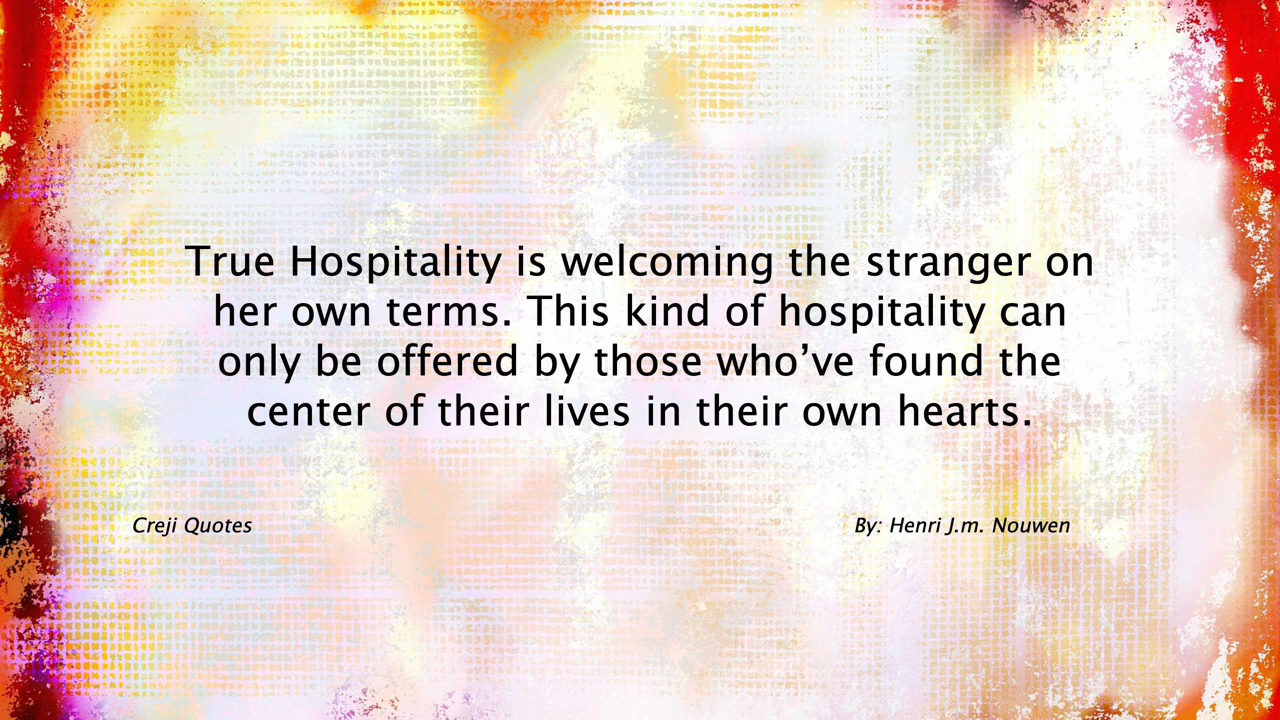 True Hospitality is welcoming the stranger on
her own terms. This kind of hospitality can
only be offered by those who’ve found the
center of their lives in their own hearts.
Creji Quotes
By: Henri J.m. Nouwen